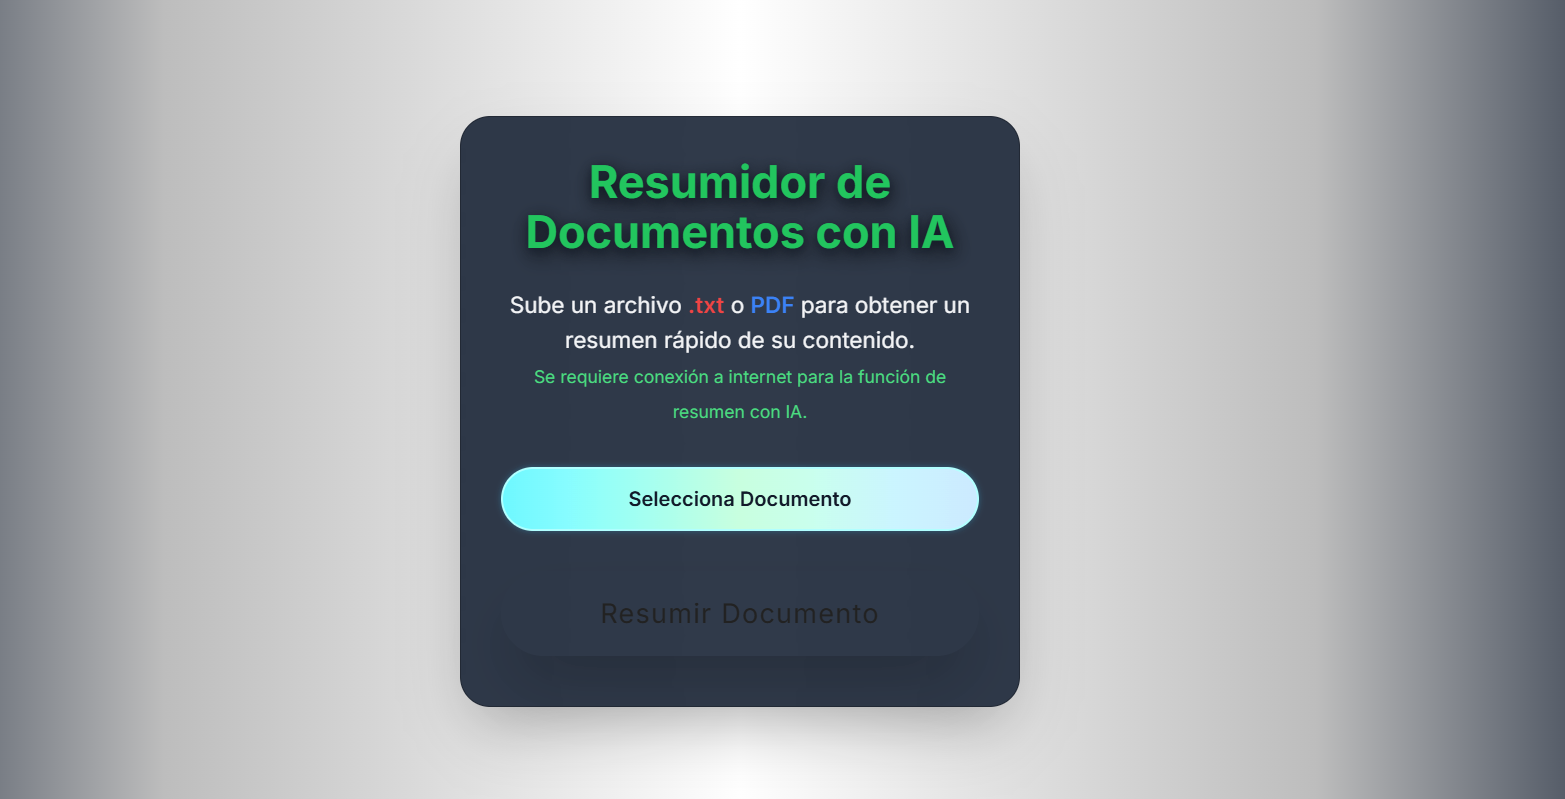 Resumidor de
Documentos con IA
Sube un archivo .txt o PDF para obtener un
resumen rápido de su contenido.
Se requiere conexión a internet para la función de
resumen con IA.
Selecciona Documento
Resumir Documento